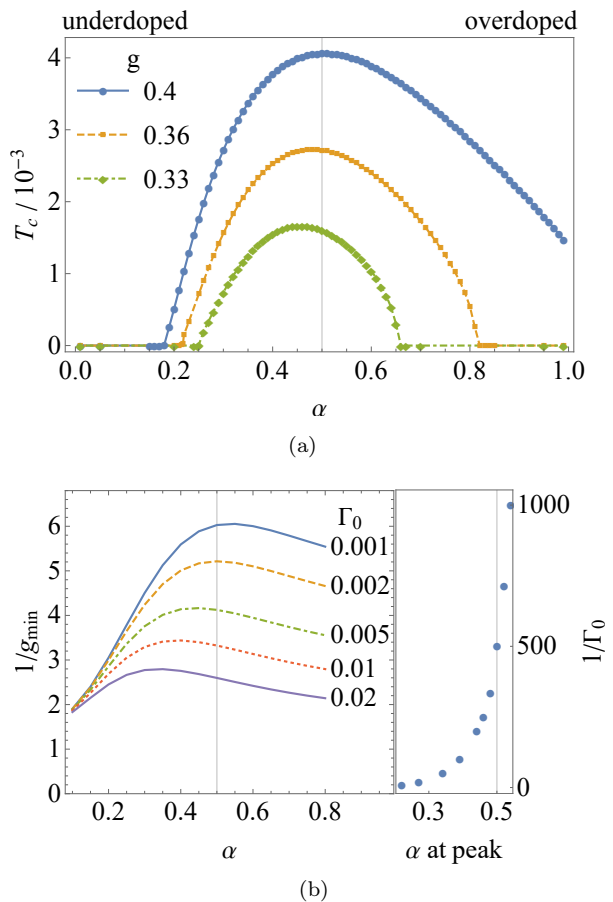 underdoped overdoped
g
0.4
0.36
0.33
4
3
2
1
0
T_c / 10^{-3}
0.0 0.2 0.4 0.6 0.8 1.0
α
(a)
6
5
4
3
2
1
0
1/g_min
Γ_0
0.001
0.002
0.005
0.01
0.02
0.2 0.4 0.6 0.8
α
1000
500
0
1/Γ_0
0.3 0.5
α at peak
(b)